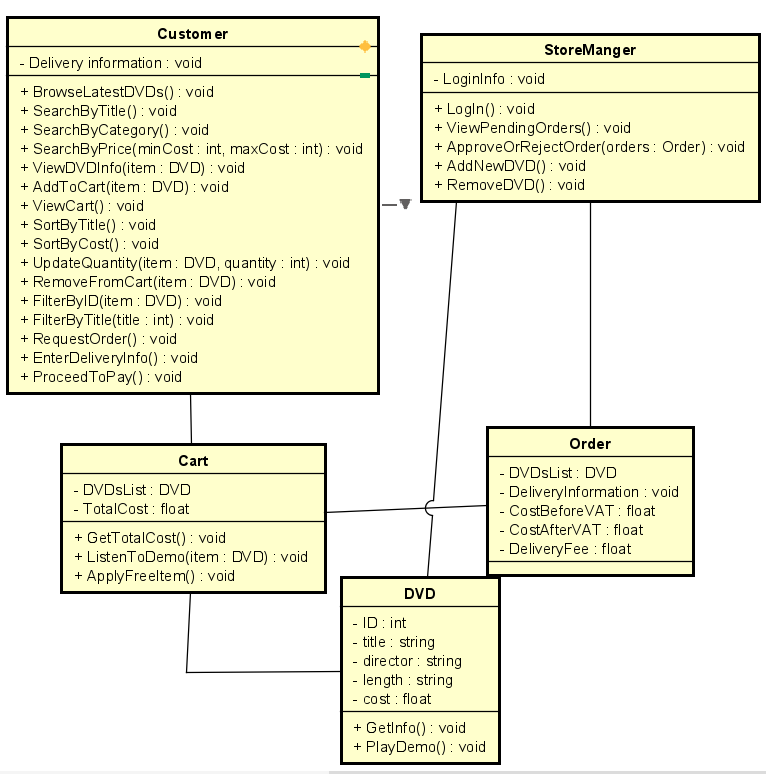 Customer
- Delivery information : void
+ BrowseLatestDVDs() : void
+ SearchByTitle() : void
+ SearchByCategory() : void
+ SearchByPrice(minCost : int, maxCost : int) : void
+ ViewDVDInfo(item : DVD) : void
+ AddToCart(item : DVD) : void
+ ViewCart() : void
+ SortByTitle() : void
+ SortByCost() : void
+ UpdateQuantity(item : DVD, quantity : int) : void
+ RemoveFromCart(item : DVD) : void
+ FilterByID(item : DVD) : void
+ FilterByTitle(title : int) : void
+ RequestOrder() : void
+ EnterDeliveryInfo() : void
+ ProceedToPay() : void
StoreManger
- LoginInfo : void
+ LogIn() : void
+ ViewPendingOrders() : void
+ ApproveOrRejectOrder(orders : Order) : void
+ AddNewDVD() : void
+ RemoveDVD() : void
Cart
- DVDsList : DVD
- TotalCost : float
+ GetTotalCost() : void
+ ListenToDemo(item : DVD) : void
+ ApplyFreeItem() : void
Order
- DVDsList : DVD
- DeliveryInformation : void
- CostBeforeVAT : float
- CostAfterVAT : float
- DeliveryFee : float
DVD
- ID : int
- title : string
- director : string
- length : string
- cost : float
+ GetInfo() : void
+ PlayDemo() : void